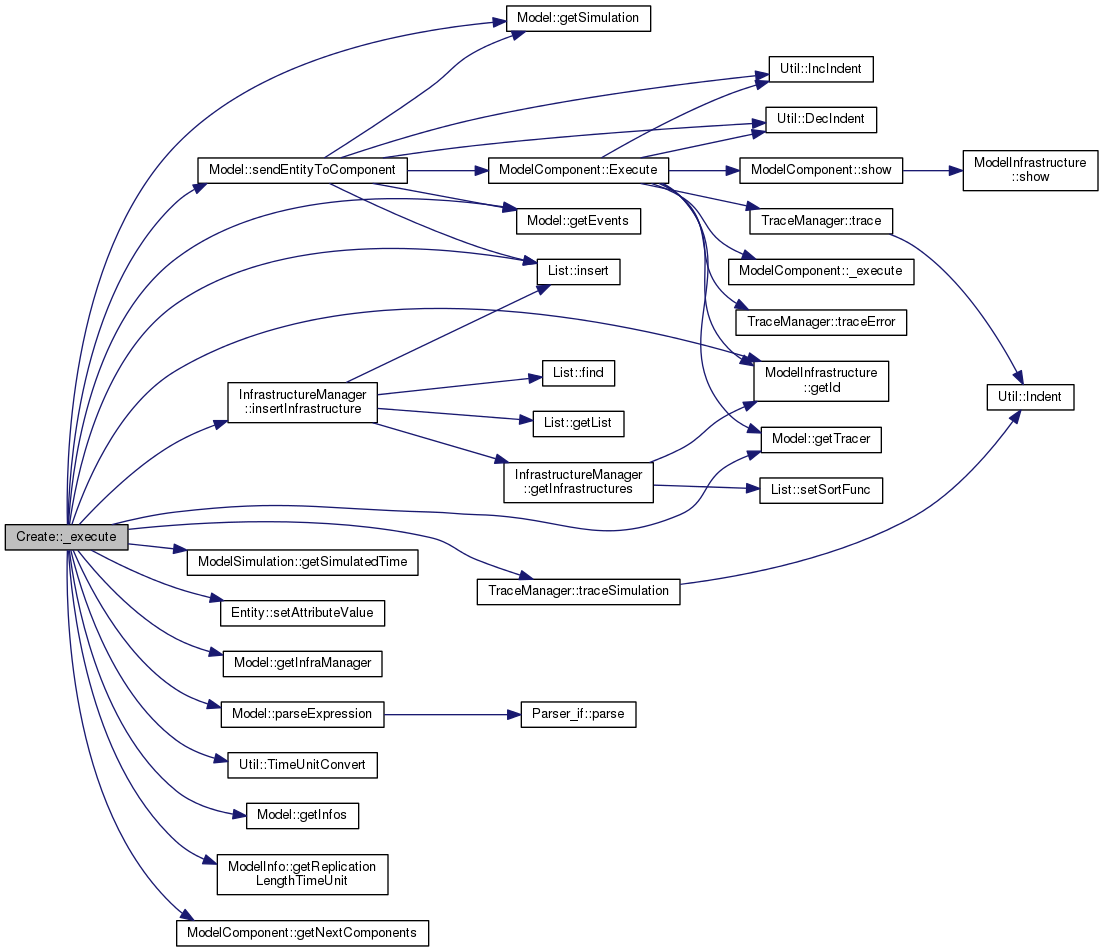 Model::getSimulation
Util::IncIndent
Util::DecIndent
Model::sendEntityToComponent
ModelComponent::Execute
ModelComponent::show
ModelInfrastructure
::show
Model::getEvents
TraceManager::trace
List::insert
ModelComponent::_execute
TraceManager::traceError
List::find
ModelInfrastructure
::getId
InfrastructureManager
::insertInfrastructure
Util::Indent
List::getList
Model::getTracer
InfrastructureManager
::getInfrastructures
List::setSortFunc
Create::_execute
ModelSimulation::getSimulatedTime
TraceManager::traceSimulation
Entity::setAttributeValue
Model::getInfraManager
Model::parseExpression
Parser_if::parse
Util::TimeUnitConvert
Model::getInfos
ModelInfo::getReplication
LengthTimeUnit
ModelComponent::getNextComponents